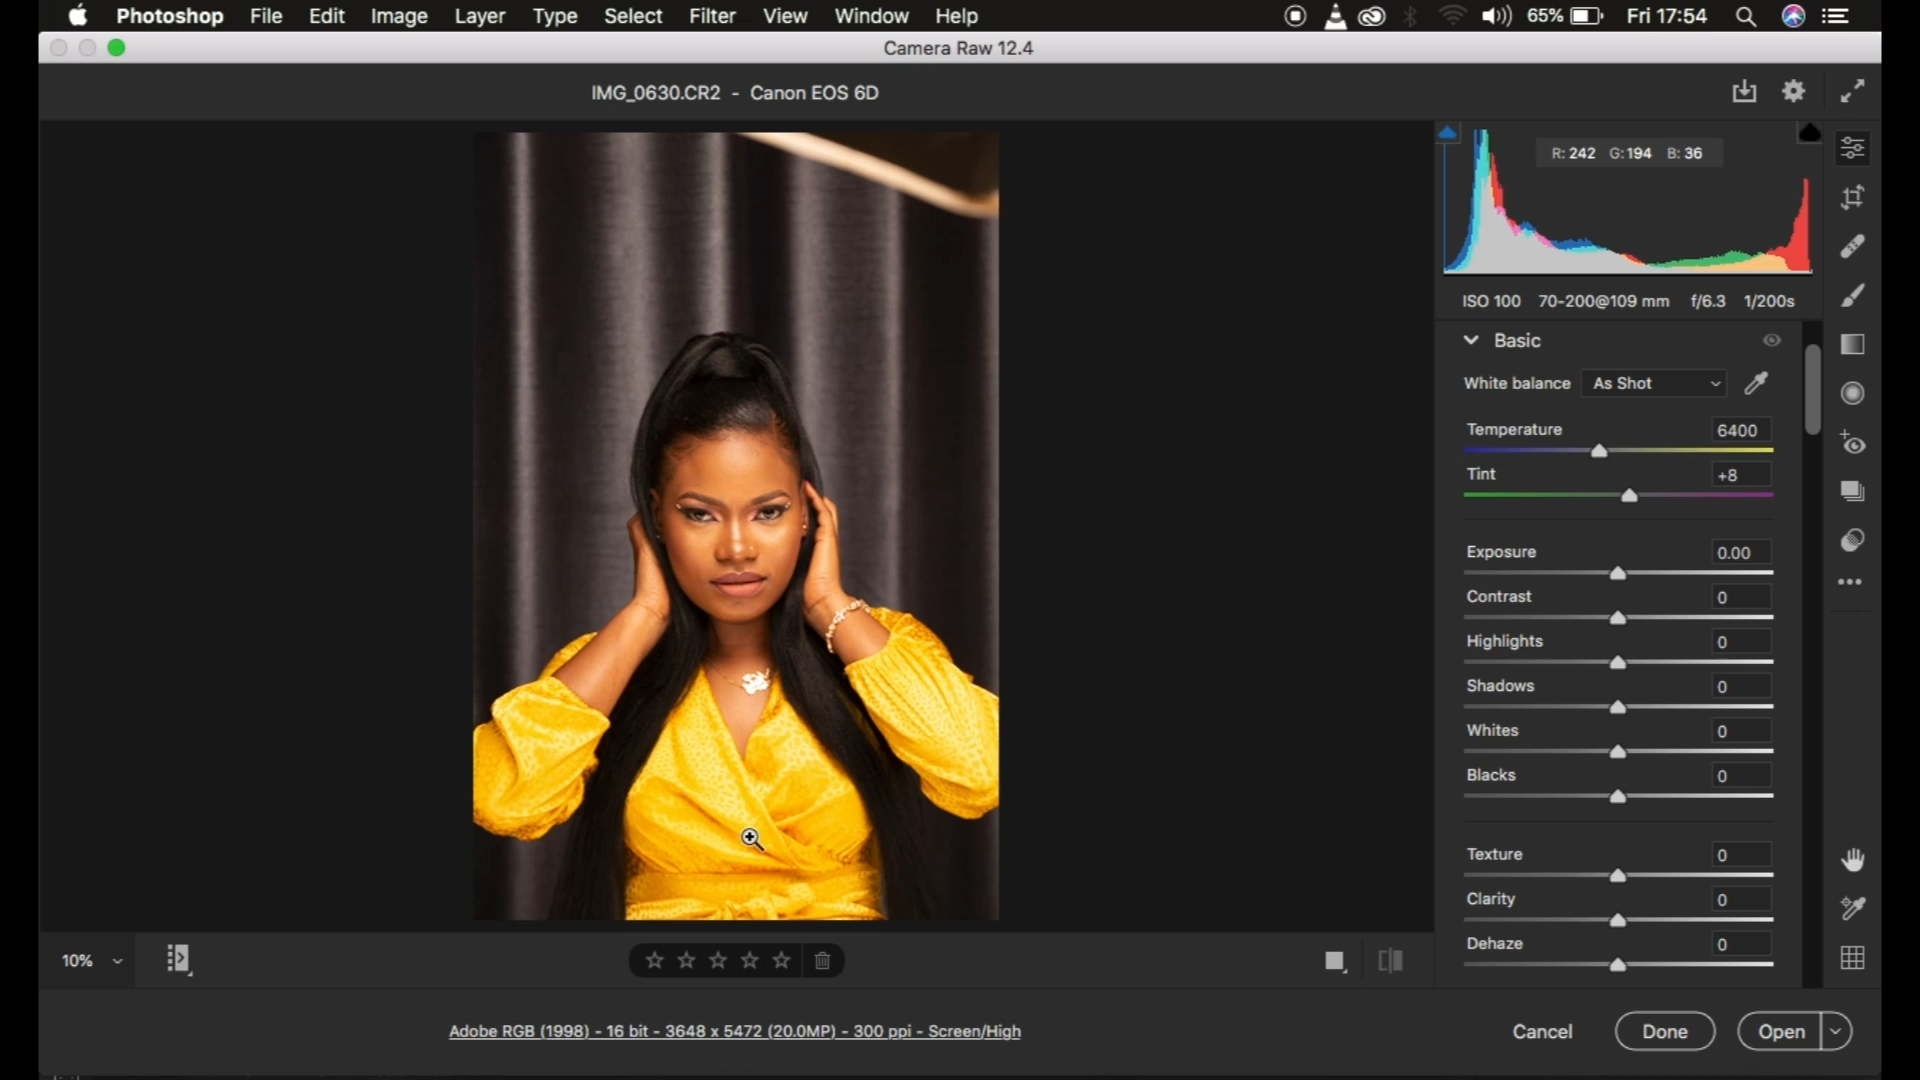 Photoshop File Edit Image Layer Type Select Filter View Window Help 65% Fri 17:54
Camera Raw 12.4
IMG_0630.CR2 - Canon EOS 6D
R: 242 G: 194 B: 36
ISO 100 70-200@109 mm f/6.3 1/200s
Basic
White balance As Shot
Temperature 6400
Tint +8
Exposure 0.00
Contrast 0
Highlights 0
Shadows 0
Whites 0
Blacks 0
Texture 0
Clarity 0
Dehaze 0
10%
Adobe RGB (1998) - 16 bit - 3648 x 5472 (20.0MP) - 300 ppi - Screen/High
Cancel Done Open